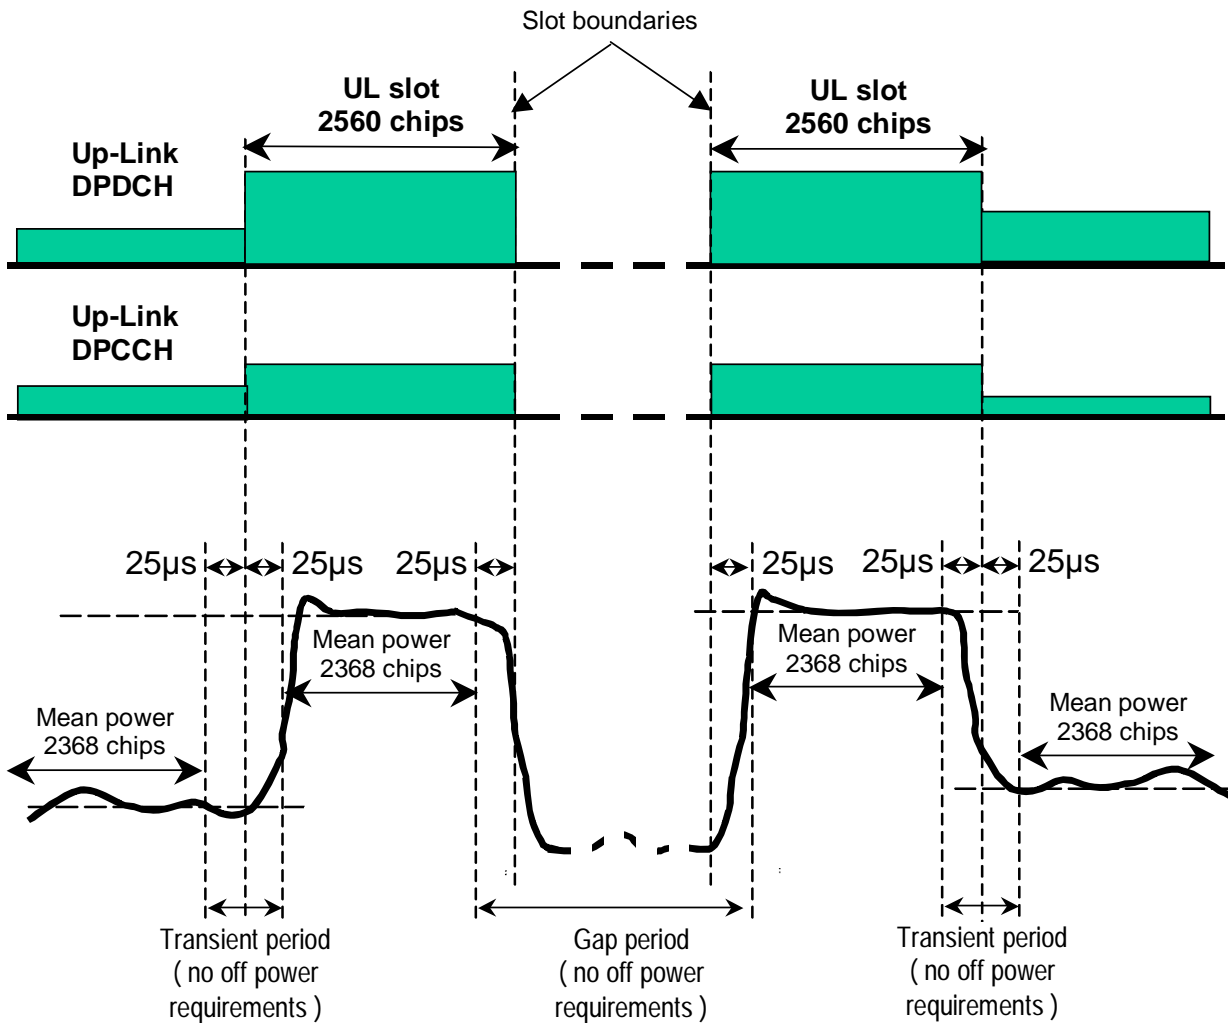 Slot boundaries
UL slot
2560 chips
UL slot
2560 chips
Up-Link
DPDCH
Up-Link
DPCCH
25µs
25µs
25µs
25µs
25µs
25µs
Mean power
2368 chips
Mean power
2368 chips
Mean power
2368 chips
Mean power
2368 chips
Transient period
( no off power
requirements )
Gap period
( no off power
requirements )
Transient period
( no off power
requirements )